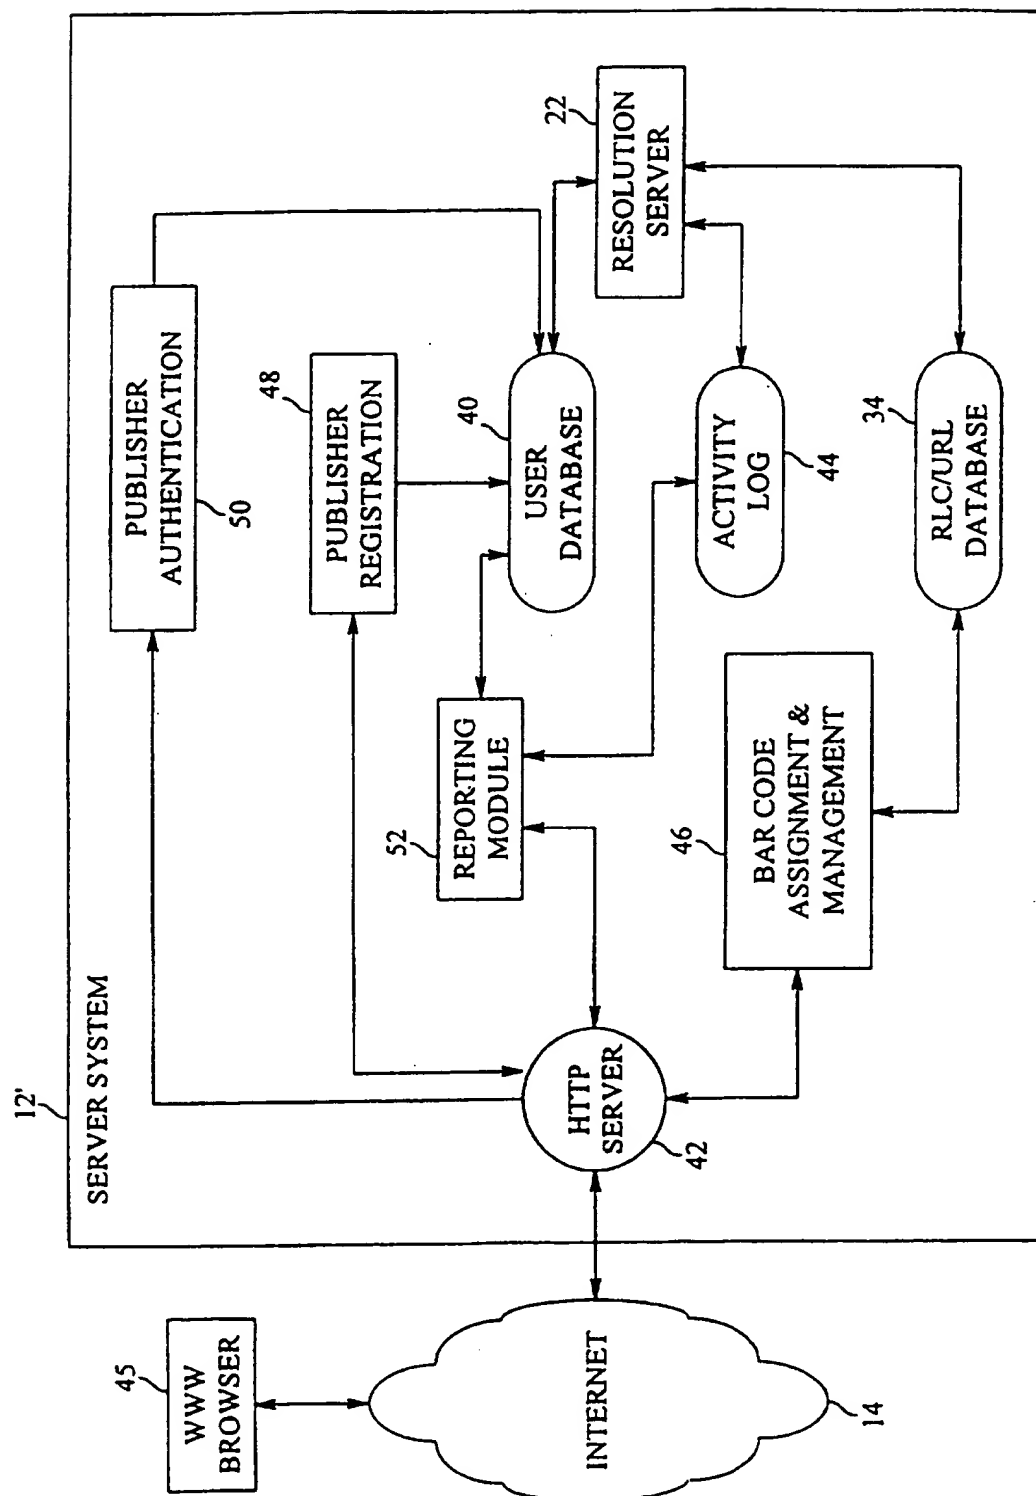 12'
SERVER SYSTEM
45
WWW
BROWSER
INTERNET
14
HTTP
SERVER
42
PUBLISHER
AUTHENTICATION
50
48
PUBLISHER
REGISTRATION
52
REPORTING
MODULE
40
USER
DATABASE
22
RESOLUTION
SERVER
ACTIVITY
LOG
44
46
BAR CODE
ASSIGNMENT &
MANAGEMENT
34
RLC/URL
DATABASE